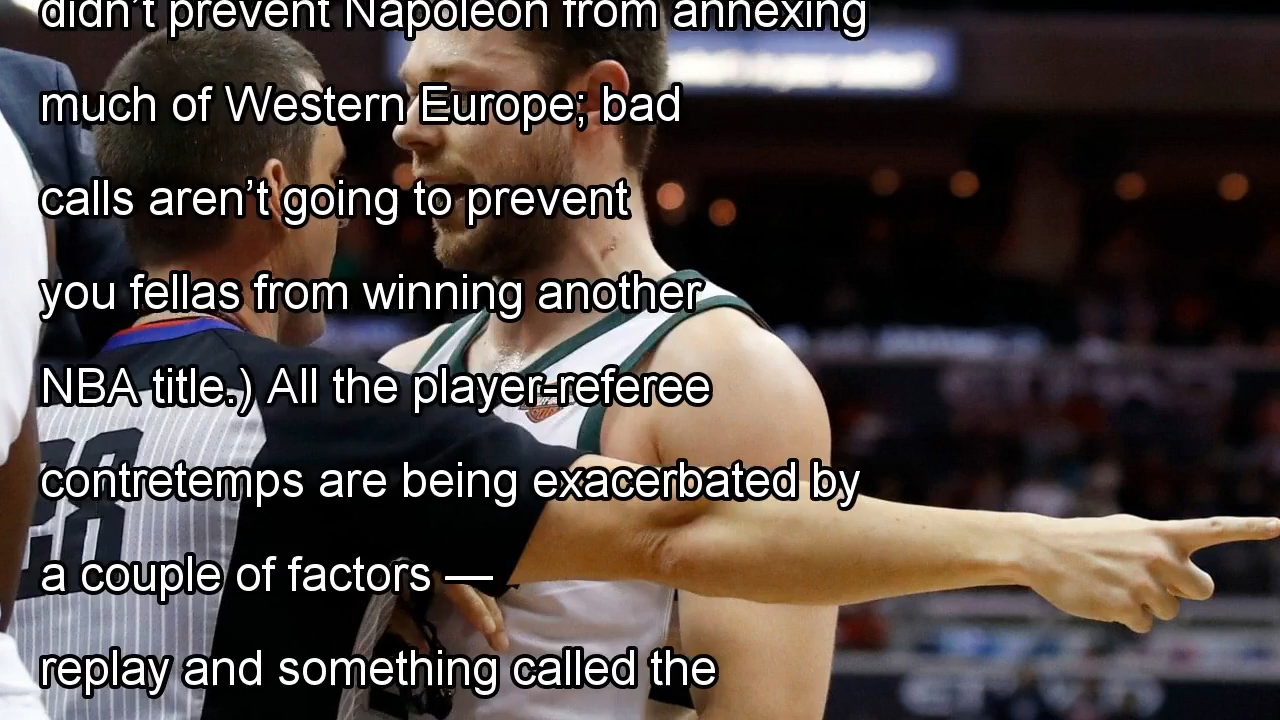 didn’t prevent Napoleon from annexing
much of Western Europe; bad
calls aren’t going to prevent
you fellas from winning another
NBA title.) All the player-referee
contretemps are being exacerbated by
a couple of factors —
replay and something called the
28